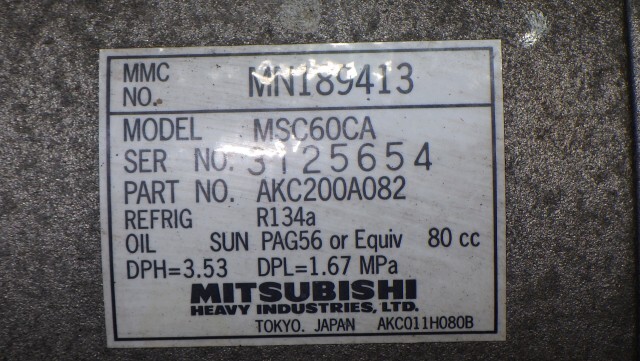 MMC NO. MN189413
MODEL MSC60CA
SER NO. 3125654
PART NO. AKC200A082
REFRIG R134a
OIL SUN PAG56 or Equiv 80 cc
DPH=3.53 DPL=1.67 MPa
MITSUBISHI
HEAVY INDUSTRIES, LTD.
TOKYO. JAPAN AKC011H080B